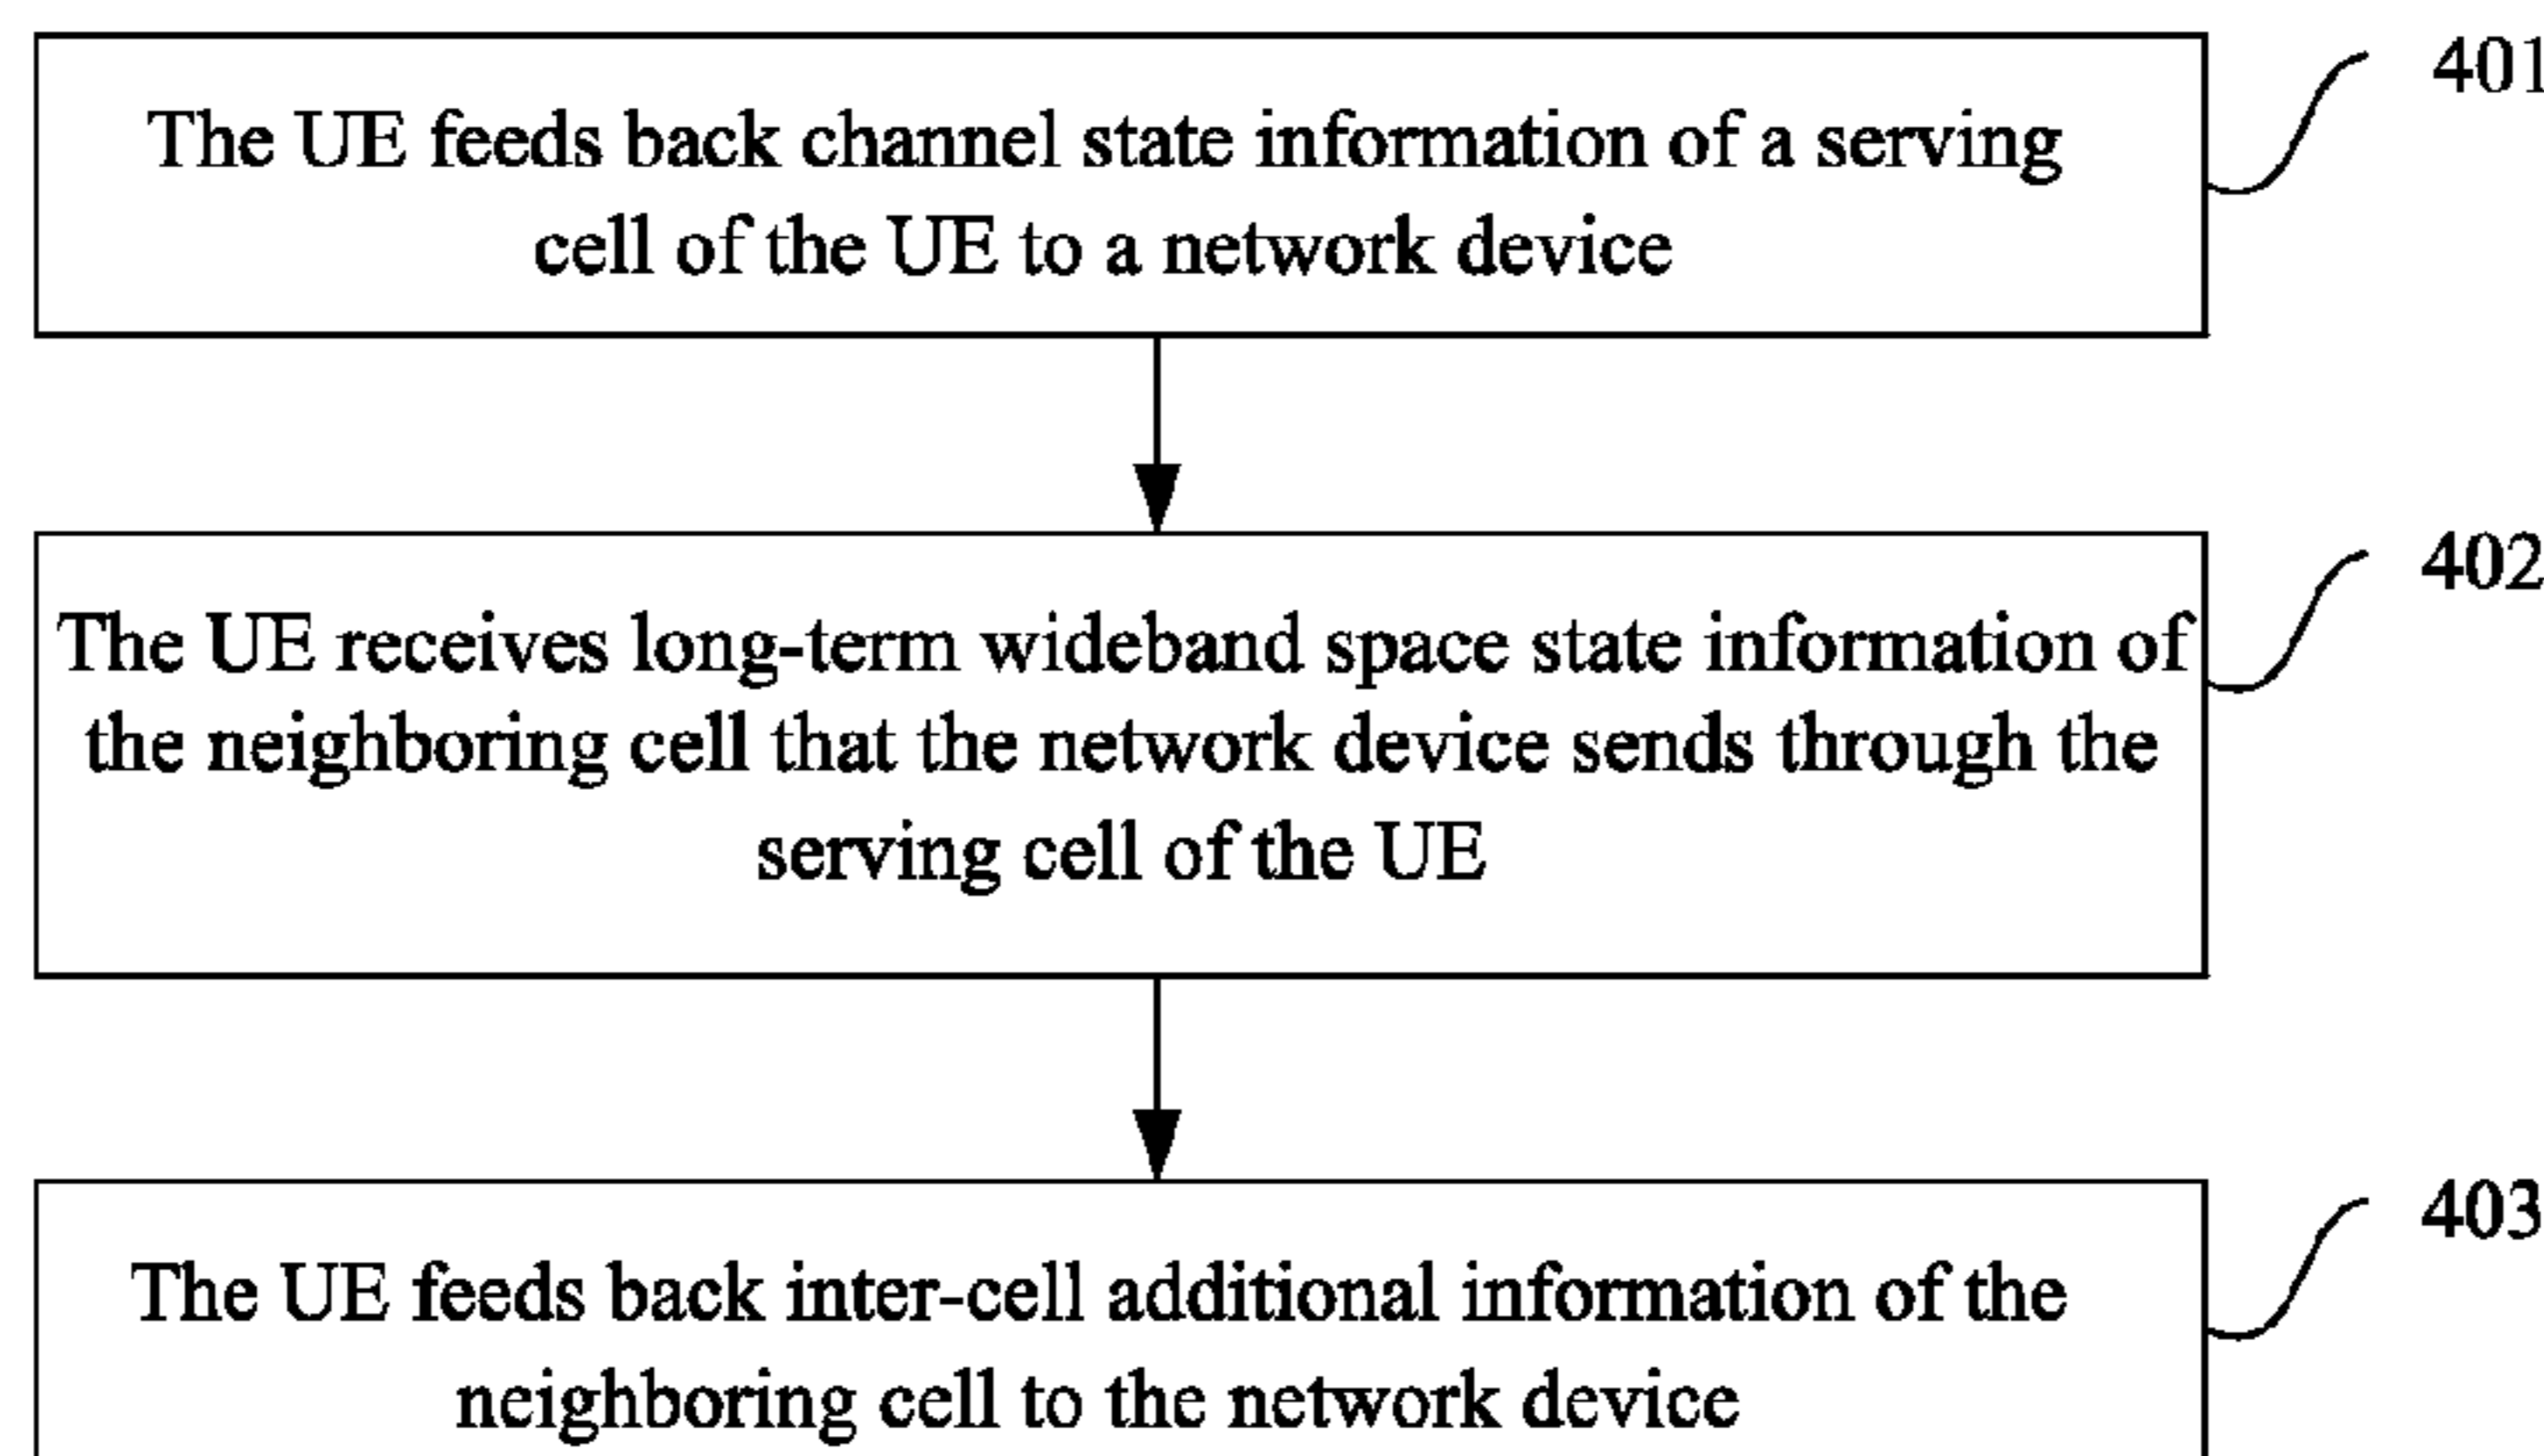 The UE feeds back channel state information of a serving
cell of the UE to a network device
401
The UE receives long-term wideband space state information of
the neighboring cell that the network device sends through the
serving cell of the UE
402
The UE feeds back inter-cell additional information of the
neighboring cell to the network device
403